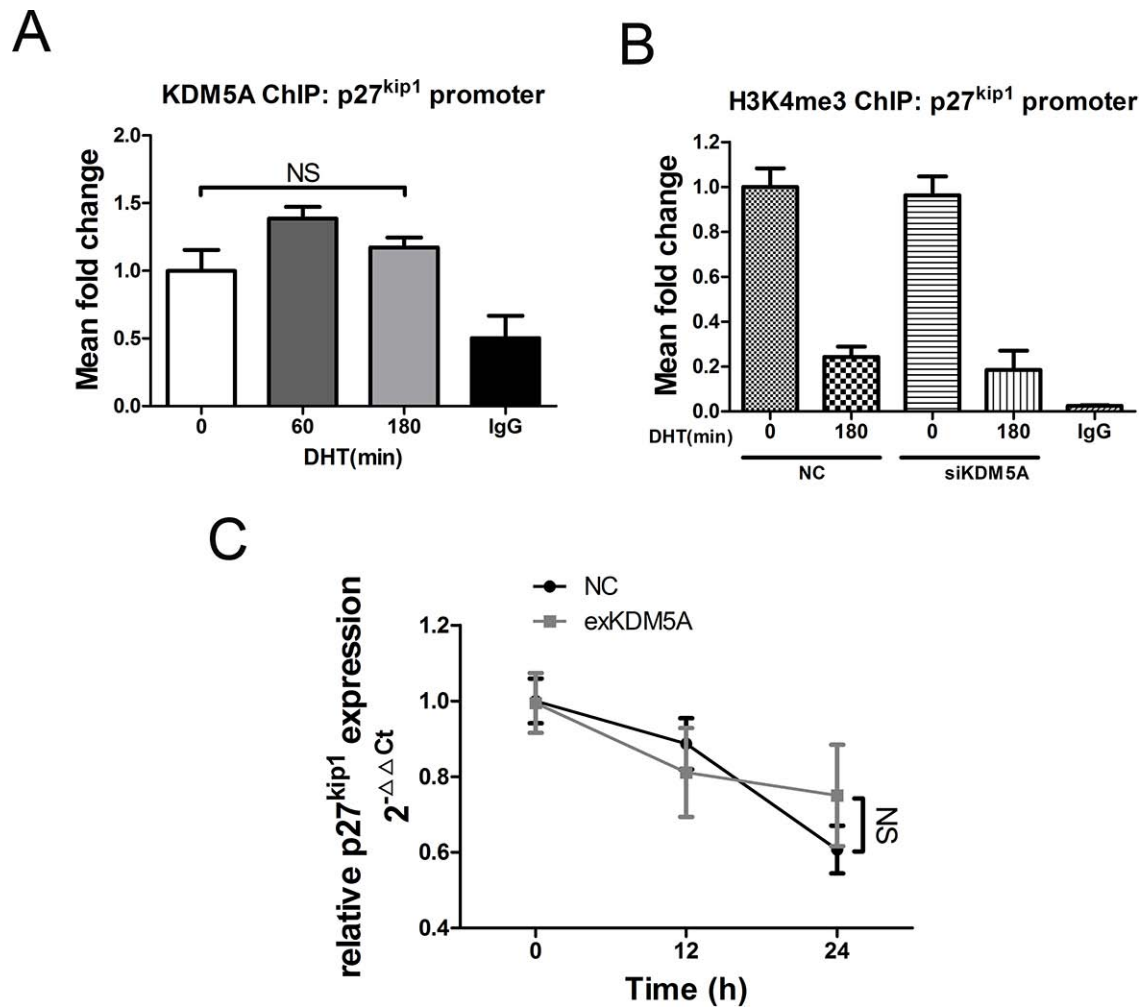 A
KDM5A ChIP: p27kip1 promoter
Mean fold change
2.0
1.5
1.0
0.5
0.0
NS
0 60 180 IgG
DHT(min)
B
H3K4me3 ChIP: p27kip1 promoter
Mean fold change
1.2
1.0
0.8
0.6
0.4
0.2
0.0
DHT(min) 0 180 0 180 IgG
NC siKDM5A
C
relative p27kip1 expression
2-△△Ct
NC
exKDM5A
1.2
1.0
0.8
0.6
0.4
NS
0 12 24
Time (h)